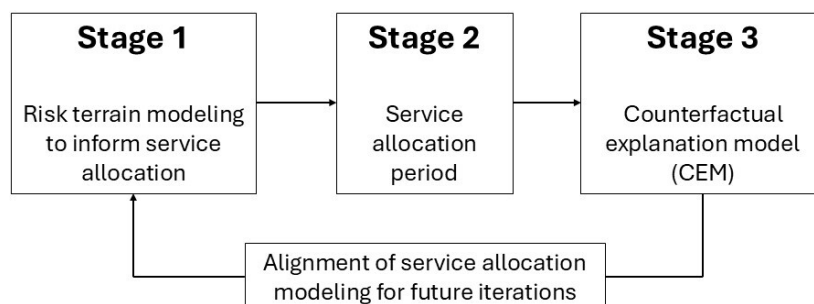 Stage 1
Risk terrain modeling
to inform service
allocation
Stage 2
Service
allocation
period
Stage 3
Counterfactual
explanation model
(CEM)
Alignment of service allocation
modeling for future iterations